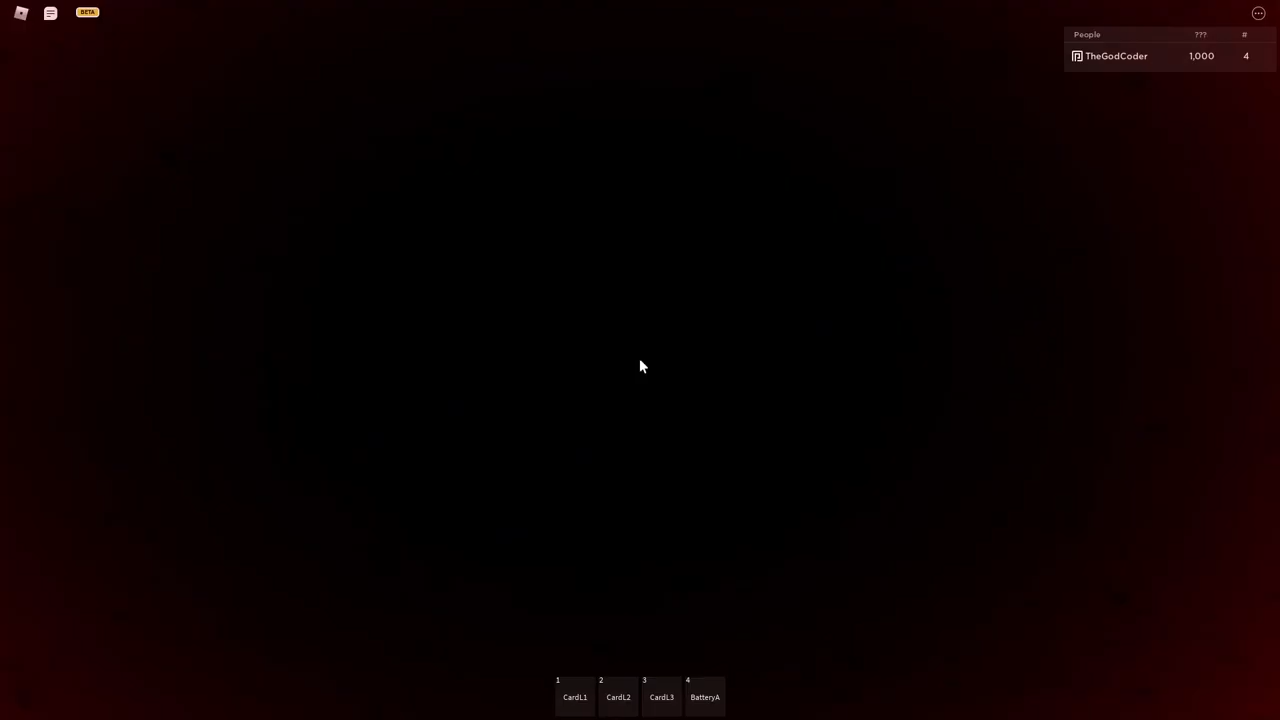 BETA
People ??? #
TheGodCoder 1,000 4
1 2 3 4
CardL1 CardL2 CardL3 BatteryA